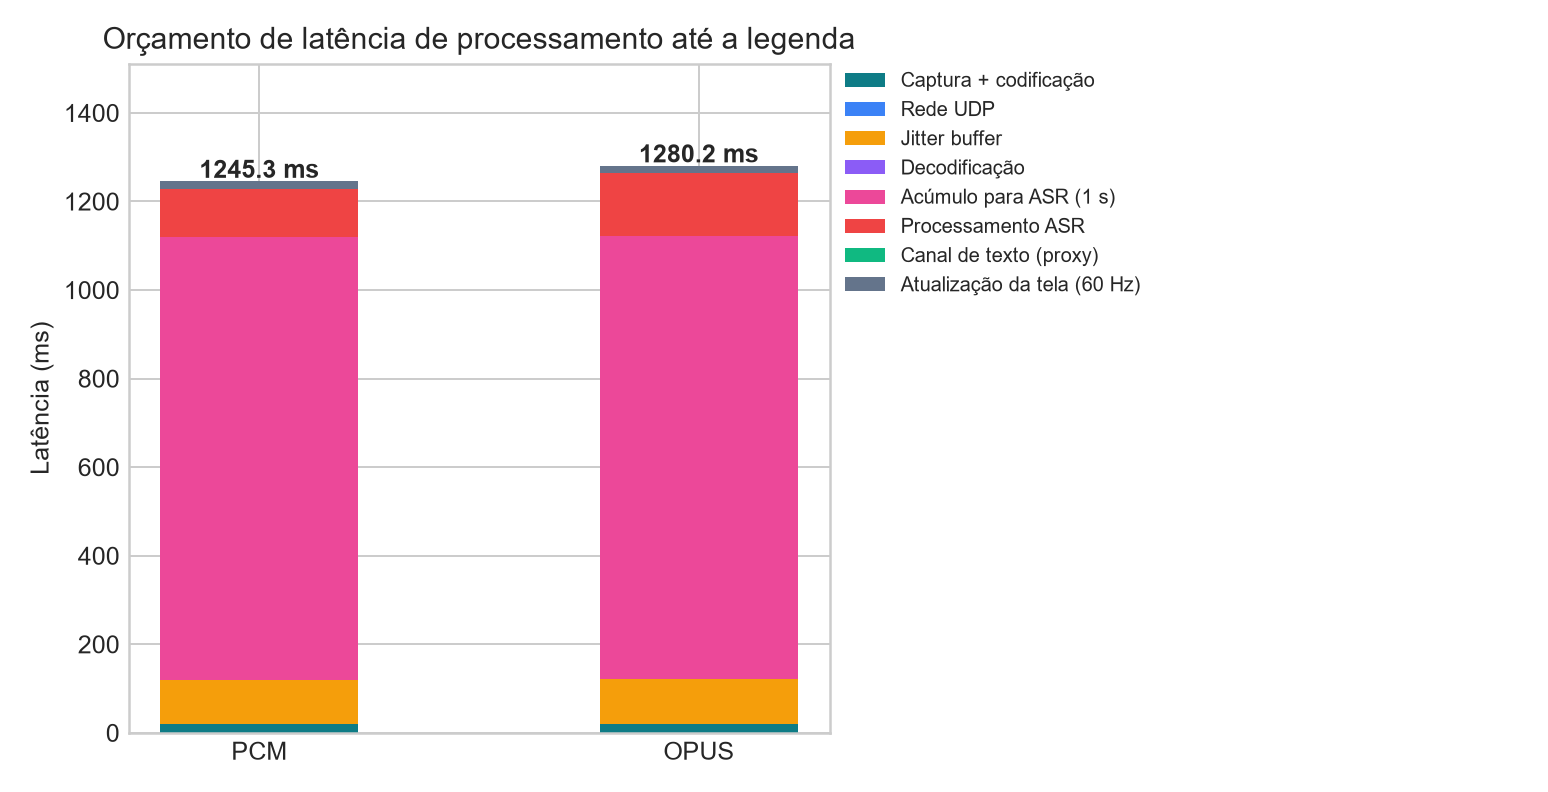 Orçamento de latência de processamento até a legenda
Latência (ms)
1400
1200
1000
800
600
400
200
0
1245.3 ms
1280.2 ms
PCM
OPUS
Captura + codificação
Rede UDP
Jitter buffer
Decodificação
Acúmulo para ASR (1 s)
Processamento ASR
Canal de texto (proxy)
Atualização da tela (60 Hz)